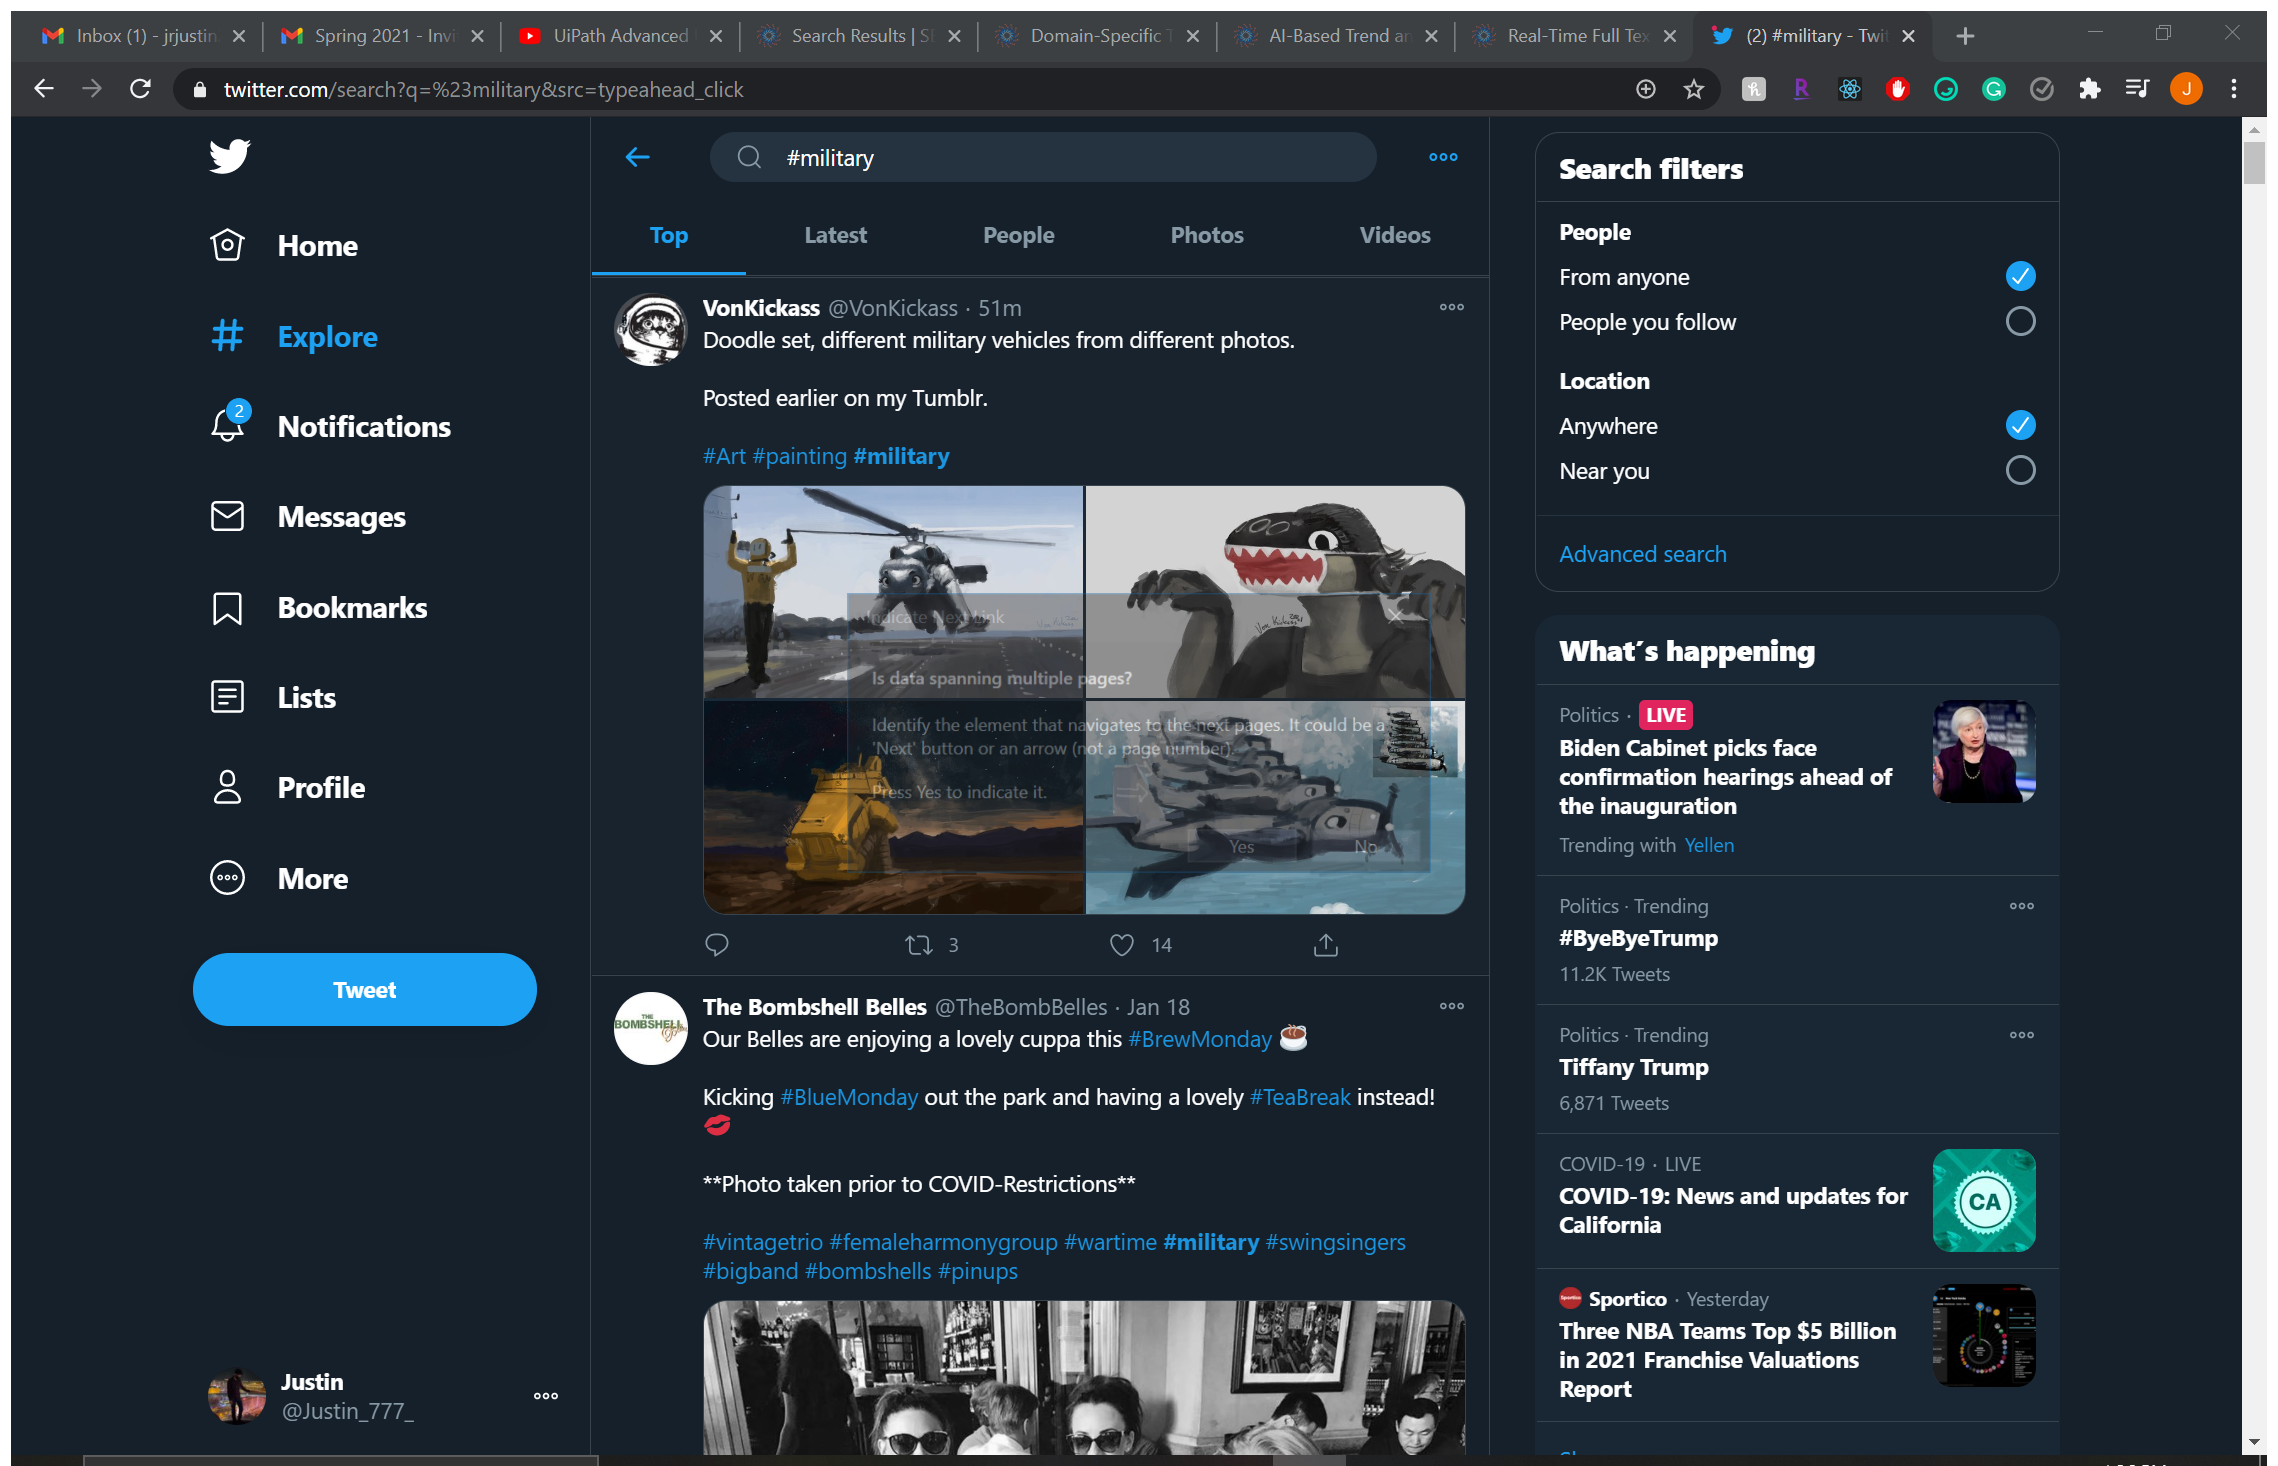 Inbox (1) - jrjustin
Spring 2021 - Invi
UiPath Advanced
Search Results | S
Domain-Specific T
AI-Based Trend an
Real-Time Full Tex
(2) #military - Twit
twitter.com/search?q=%23military&src=typeahead_click
J
Home
Explore
2
Notifications
Messages
Bookmarks
Lists
Profile
More
Tweet
Justin
@Justin_777_
#military
Top
Latest
People
Photos
Videos
VonKickass @VonKickass · 51m
Doodle set, different military vehicles from different photos.
Posted earlier on my Tumblr.
#Art #painting #military
Indicate Next Link
Is data spanning multiple pages?
Identify the element that navigates to the next pages. It could be a
'Next' button or an arrow (not a page number).
Press Yes to indicate it.
Yes
No
3
14
The Bombshell Belles @TheBombBelles · Jan 18
THE
BOMBSHELL
Belles
Our Belles are enjoying a lovely cuppa this #BrewMonday
Kicking #BlueMonday out the park and having a lovely #TeaBreak instead!
**Photo taken prior to COVID-Restrictions**
#vintagetrio #femaleharmonygroup #wartime #military #swingsingers
#bigband #bombshells #pinups
Search filters
People
From anyone
People you follow
Location
Anywhere
Near you
Advanced search
What's happening
Politics · LIVE
Biden Cabinet picks face
confirmation hearings ahead of
the inauguration
Trending with Yellen
Politics · Trending
#ByeByeTrump
11.2K Tweets
Politics · Trending
Tiffany Trump
6,871 Tweets
COVID-19 · LIVE
COVID-19: News and updates for
California
CA
Sportico · Yesterday
Three NBA Teams Top $5 Billion
in 2021 Franchise Valuations
Report